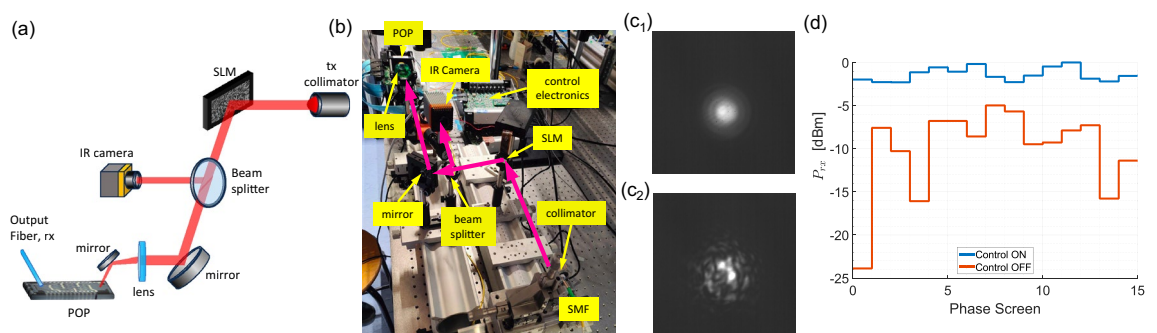 (a)
SLM
tx
collimator
IR camera
Beam
splitter
Output
Fiber, rx
mirror
lens
mirror
POP
(b)
POP
IR Camera
control
electronics
lens
SLM
mirror
beam
splitter
collimator
SMF
(c1)
(c2)
(d)
0
-5
-10
-15
-20
-25
Prx [dBm]
Control ON
Control OFF
0
5
10
15
Phase Screen